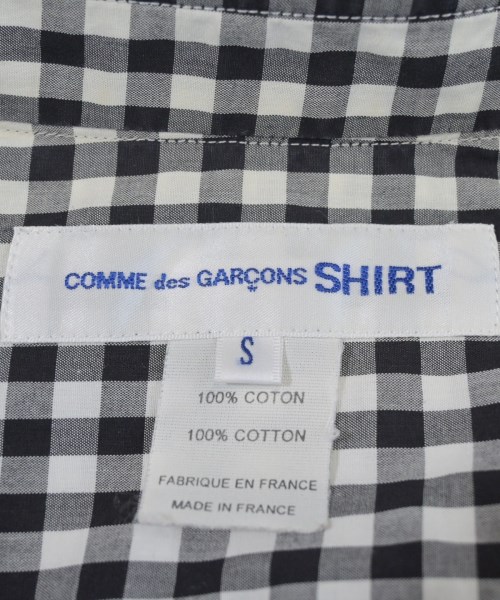 COMME des GARÇONS SHIRT
S
100% COTON
100% COTTON
FABRIQUE EN FRANCE
MADE IN FRANCE